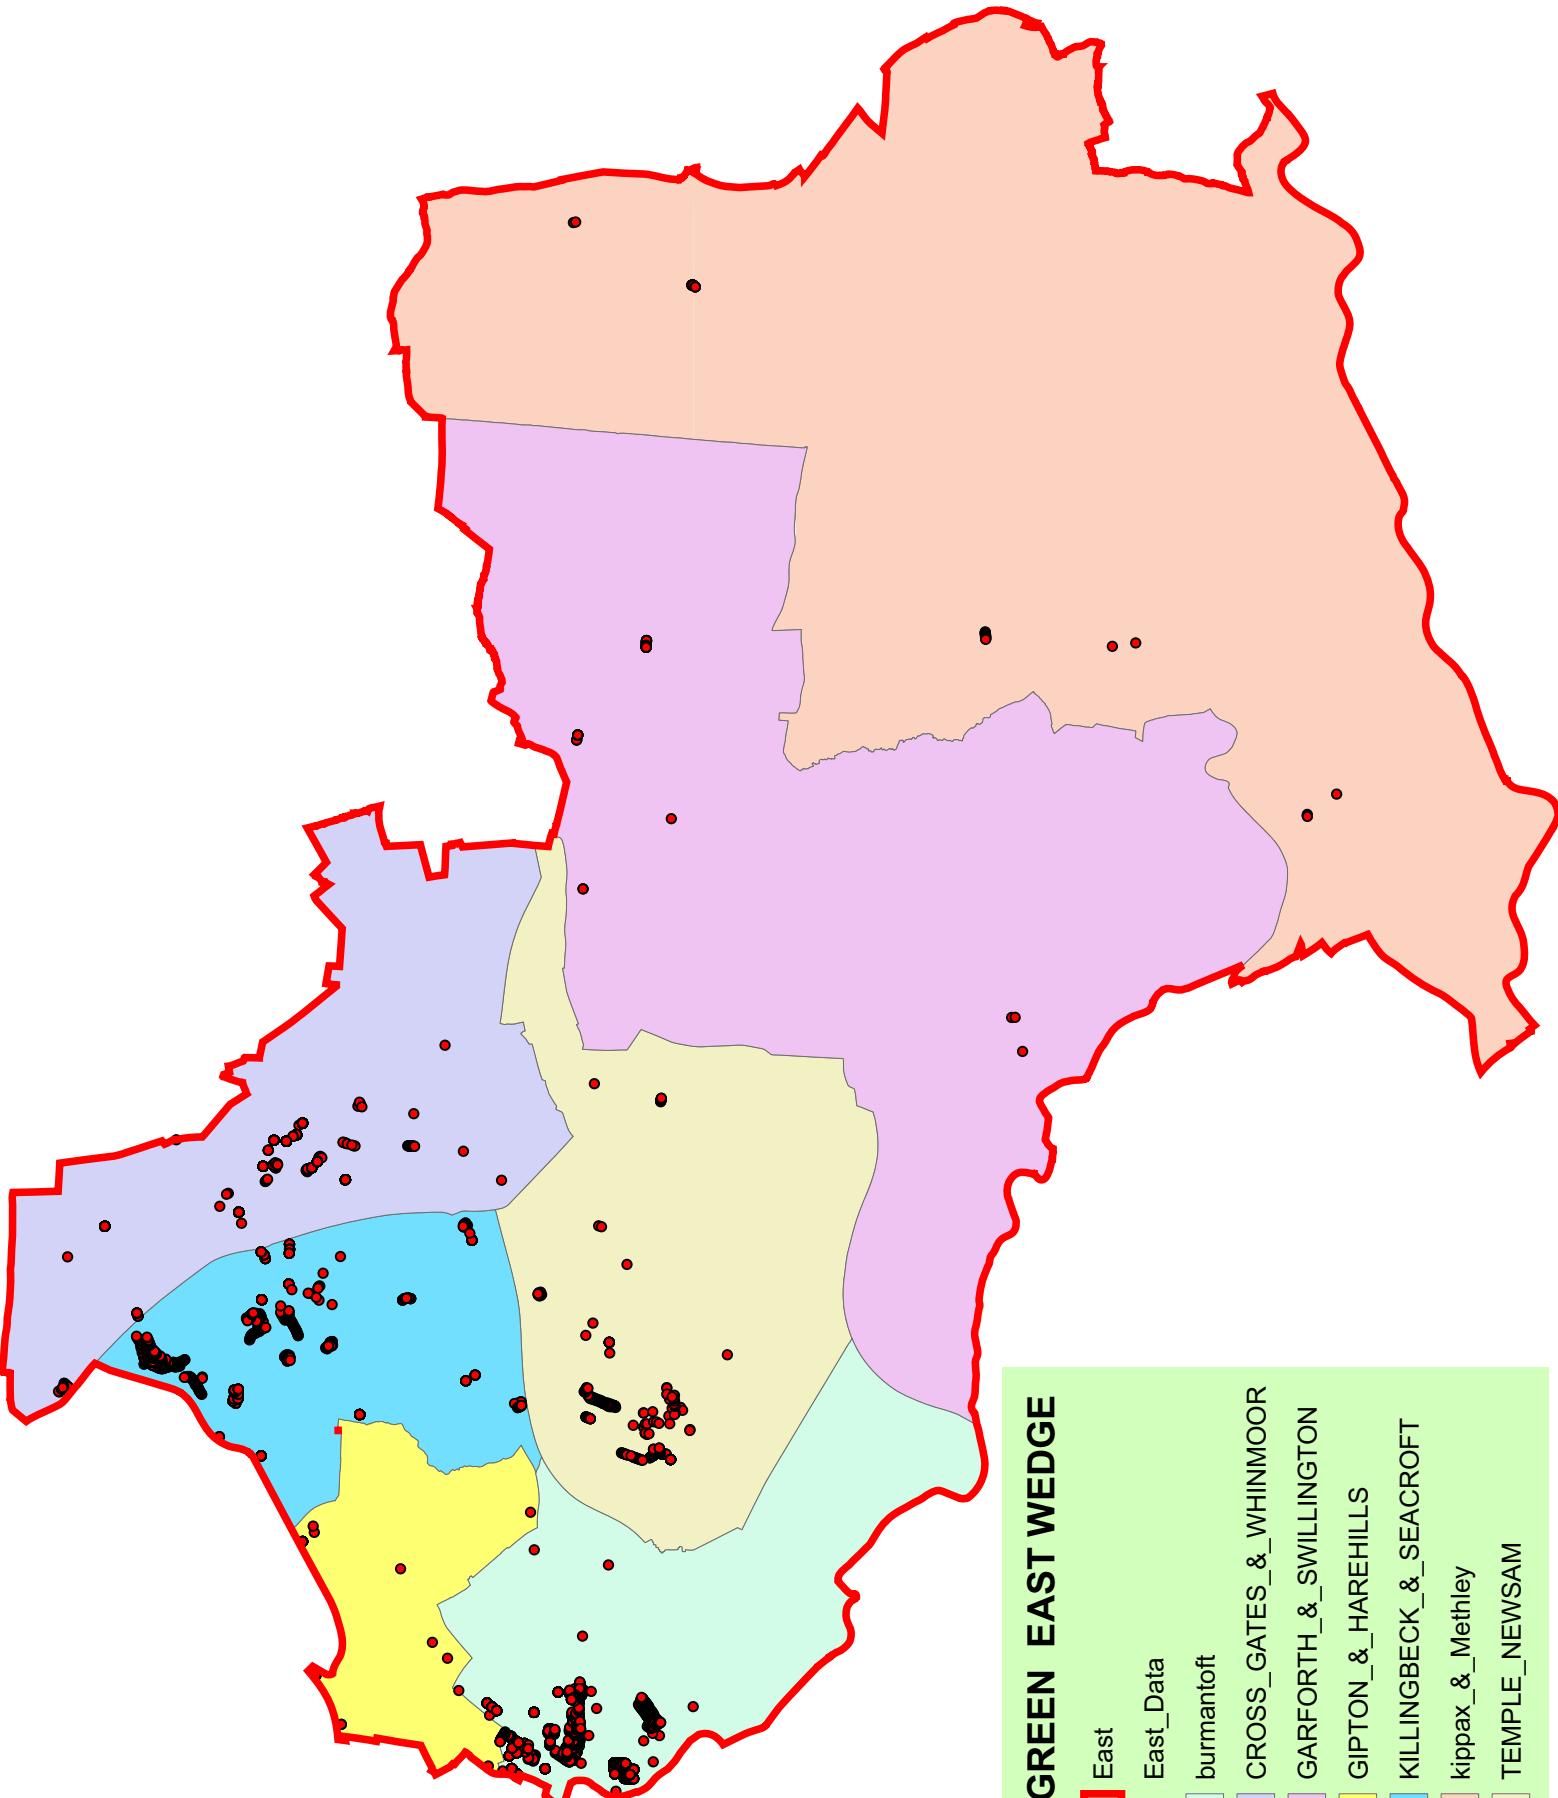 GREEN EAST WEDGE
East
East_Data
burmantoft
CROSS_GATES_&_WHINMOOR
GARFORTH_&_SWILLINGTON
GIPTON_&_HAREHILLS
KILLINGBECK_&_SEACROFT
kippax_&_Methley
TEMPLE_NEWSAM